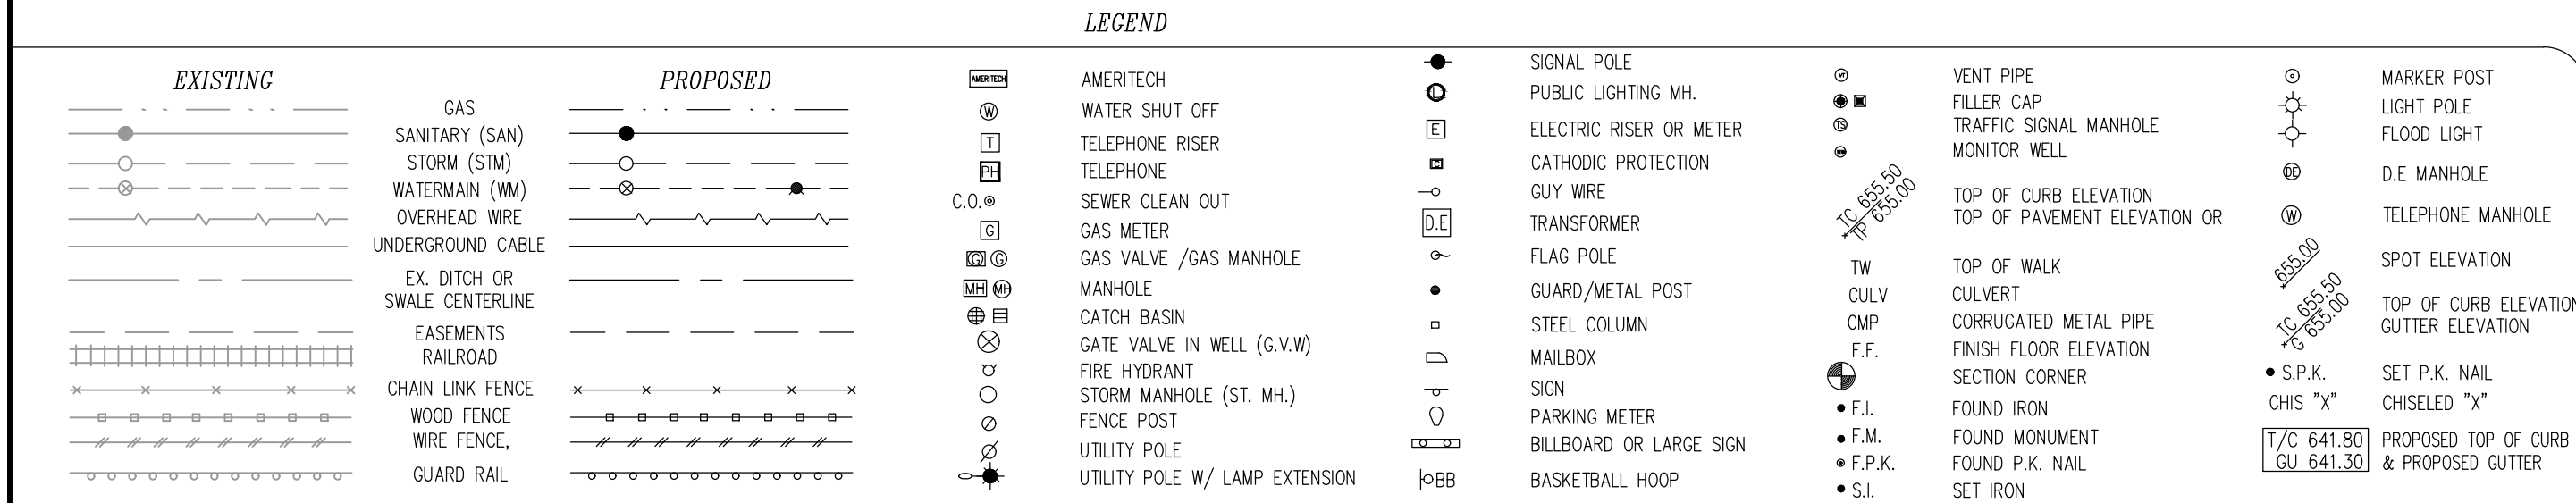 LEGEND
EXISTING
PROPOSED
GAS
SANITARY (SAN)
STORM (STM)
WATERMAIN (WM)
OVERHEAD WIRE
UNDERGROUND CABLE
EX. DITCH OR
SWALE CENTERLINE
EASEMENTS
RAILROAD
CHAIN LINK FENCE
WOOD FENCE
WIRE FENCE,
GUARD RAIL
AMERITECH AMERITECH
W WATER SHUT OFF
T TELEPHONE RISER
PH TELEPHONE
C.O. SEWER CLEAN OUT
G GAS METER
G G GAS VALVE /GAS MANHOLE
MH MH MANHOLE
CATCH BASIN
GATE VALVE IN WELL (G.V.W)
FIRE HYDRANT
STORM MANHOLE (ST. MH.)
FENCE POST
UTILITY POLE
UTILITY POLE W/ LAMP EXTENSION
SIGNAL POLE
L PUBLIC LIGHTING MH.
E ELECTRIC RISER OR METER
C CATHODIC PROTECTION
GUY WIRE
D.E TRANSFORMER
FLAG POLE
GUARD/METAL POST
STEEL COLUMN
MAILBOX
SIGN
PARKING METER
BILLBOARD OR LARGE SIGN
BB BASKETBALL HOOP
VENT PIPE
FILLER CAP
TS TRAFFIC SIGNAL MANHOLE
MONITOR WELL
TC 655.50 TOP OF CURB ELEVATION
TP 655.00 TOP OF PAVEMENT ELEVATION OR
TW TOP OF WALK
CULV CULVERT
CMP CORRUGATED METAL PIPE
F.F. FINISH FLOOR ELEVATION
SECTION CORNER
F.I. FOUND IRON
F.M. FOUND MONUMENT
F.P.K. FOUND P.K. NAIL
S.I. SET IRON
MARKER POST
LIGHT POLE
FLOOD LIGHT
DE D.E MANHOLE
W TELEPHONE MANHOLE
655.00 SPOT ELEVATION
TC 655.50 TOP OF CURB ELEVATION
G 655.00 GUTTER ELEVATION
S.P.K. SET P.K. NAIL
CHIS "X" CHISELED "X"
T/C 641.80 PROPOSED TOP OF CURB
GU 641.30 & PROPOSED GUTTER